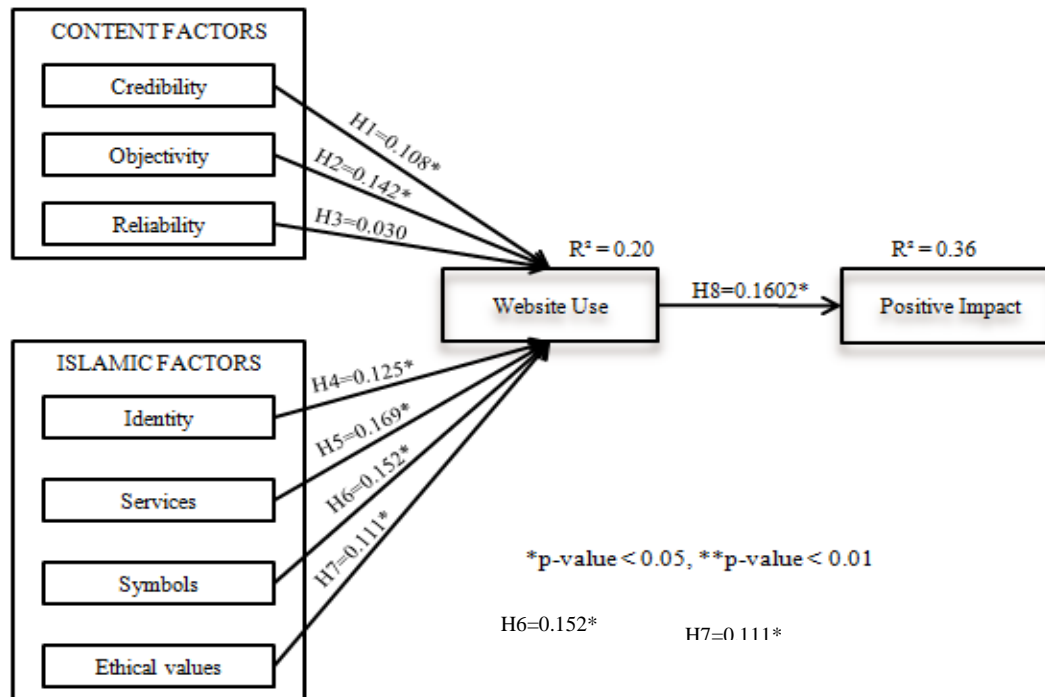 CONTENT FACTORS
Credibility
Objectivity
Reliability
H1=0.108*
H2=0.142*
H3=0.030
R² = 0.20
R² = 0.36
Website Use
H8=0.1602*
Positive Impact
ISLAMIC FACTORS
Identity
Services
Symbols
Ethical values
H4=0.125*
H5=0.169*
H6=0.152*
H7=0.111*
*p-value < 0.05, **p-value < 0.01
H6=0.152*
H7=0.111*